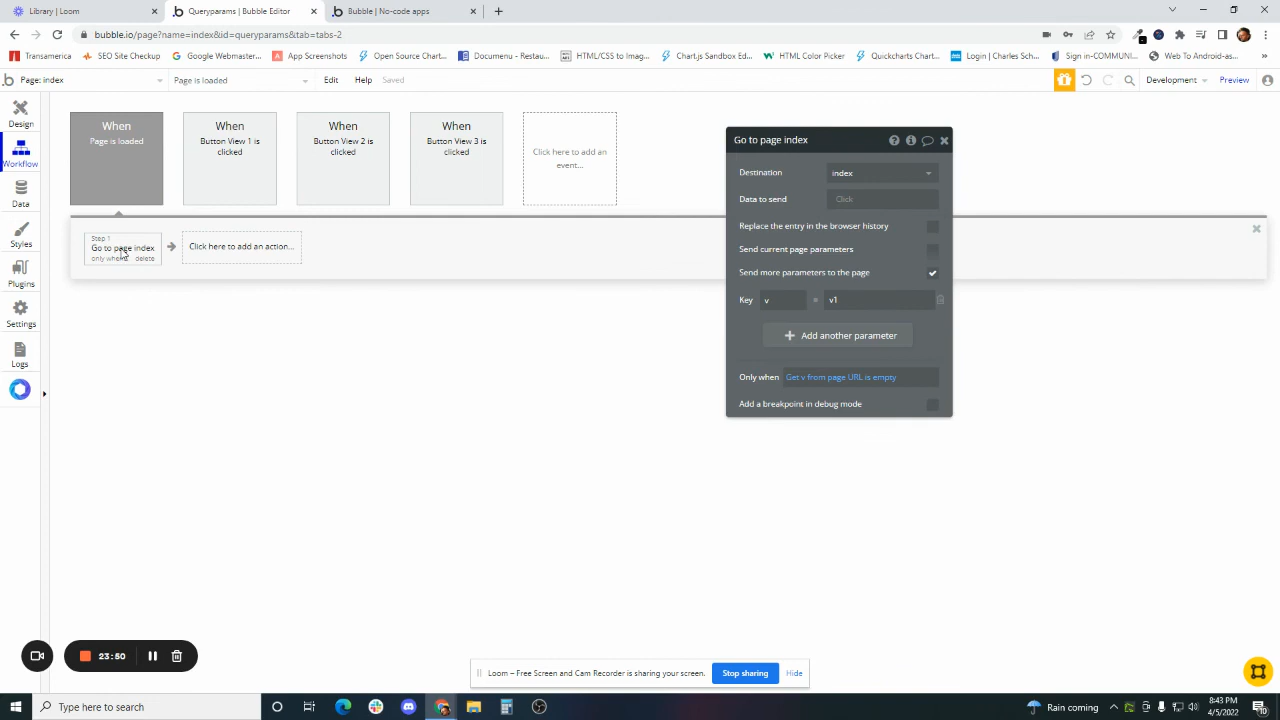 Library | Loom
Queryparams | Bubble Editor
Bubble | No-code apps
bubble.io/page?name=index&id=queryparams&tab=tabs-2
Transamerica
SEO Site Checkup
Google Webmaster
App Screenshots
Open Source Chart...
Documenu - Restau...
HTML/CSS to Imag...
Chart.js Sandbox Ed...
HTML Color Picker
Quickcharts Chart...
Login | Charles Sch...
Sign in-COMMUNI...
Web To Android-as...
Page: index
Page is loaded
Edit
Help
Saved
Development
Preview
Design
Workflow
Data
Styles
Plugins
Settings
Logs
When
Page is loaded
When
Button View 1 is
clicked
When
Button View 2 is
clicked
When
Button View 3 is
clicked
Click here to add an
event...
Step 1
Go to page index
only when
delete
Click here to add an action...
Go to page index
Destination
index
Data to send
Click
Replace the entry in the browser history
Send current page parameters
Send more parameters to the page
Key
v
=
v1
Add another parameter
Only when
Get v from page URL is empty
Add a breakpoint in debug mode
23:50
Loom – Free Screen and Cam Recorder is sharing your screen.
Stop sharing
Hide
Type here to search
Rain coming
8:43 PM
4/5/2022